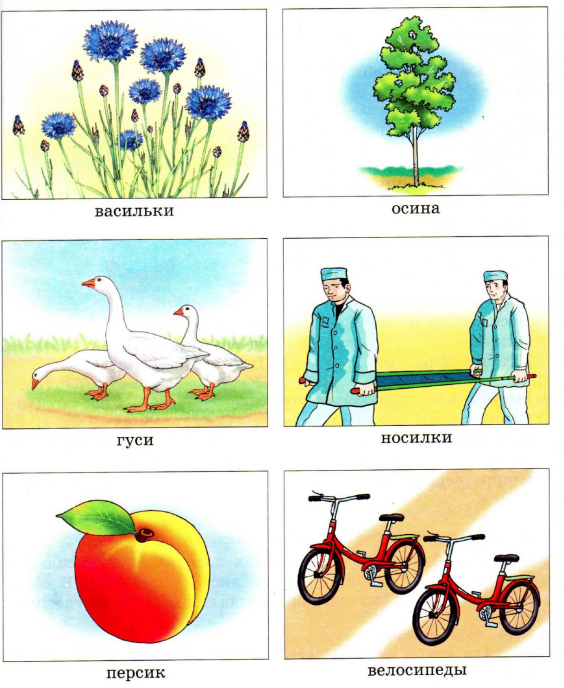 васильки
осина
гуси
носилки
персик
велосипеды